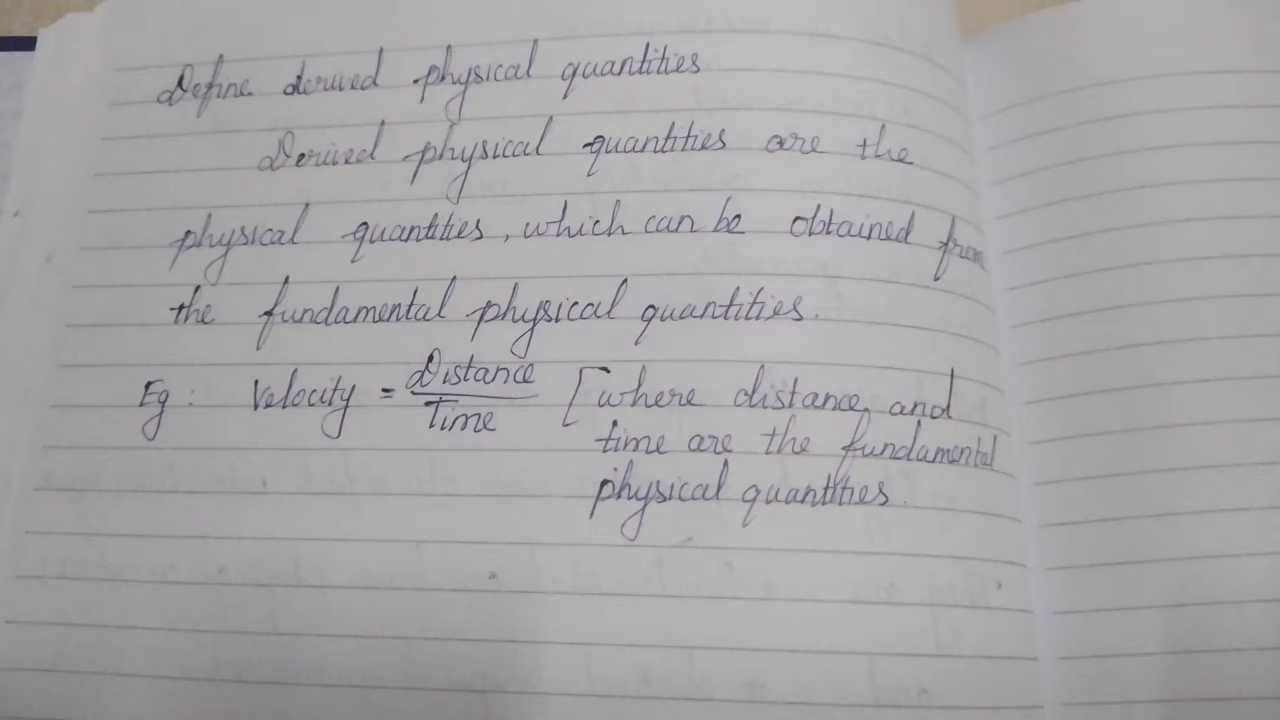 Define derived physical quantities
Derived physical quantities are the
physical quantities, which can be obtained from
the fundamental physical quantities.
Eg : Velocity = Distance / Time [where distance, and
time are the fundamental
physical quantities.